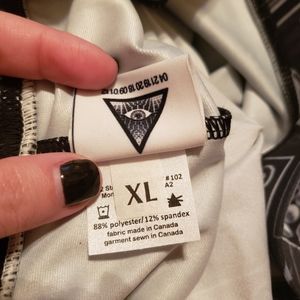 XL
#102
A2
88% polyester/12% spandex
fabric made in Canada
garment sewn in Canada